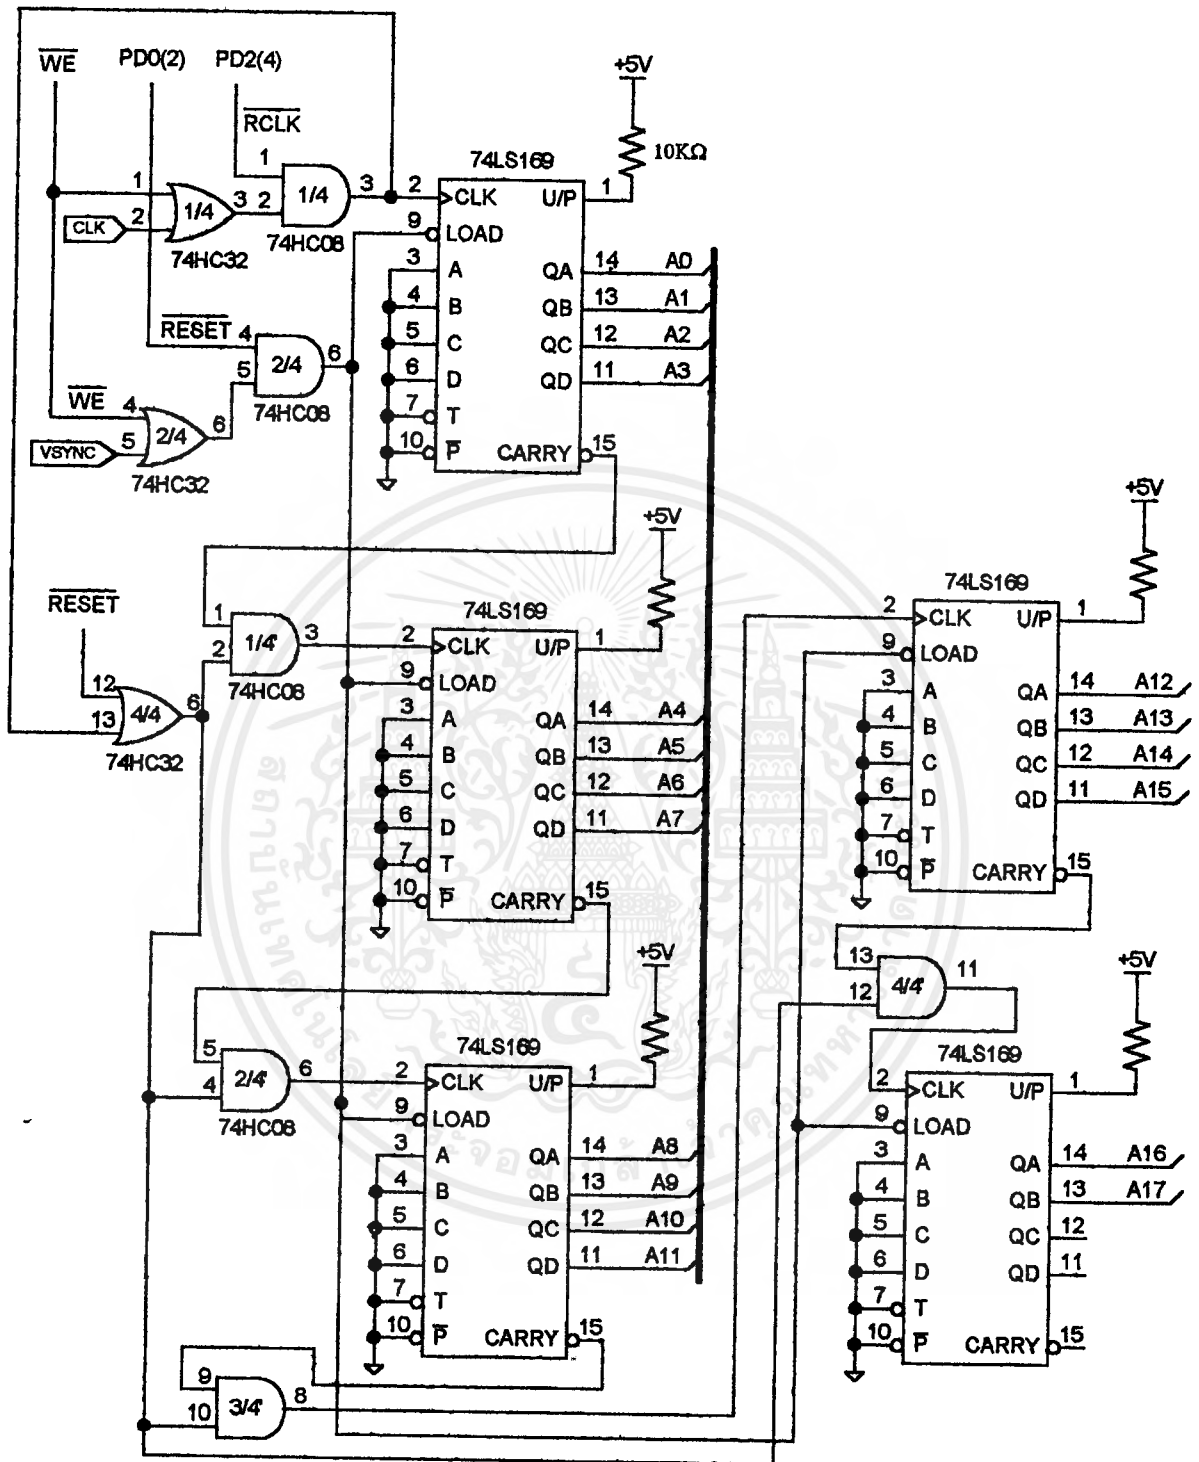 W̅E̅ PD0(2) PD2(4)
R̅C̅L̅K̅
1
1/4
3
2
74HC08
1
1/4
3
CLK
2
74HC32
R̅E̅S̅E̅T̅
4
2/4
6
5
74HC08
W̅E̅
4
2/4
6
VSYNC
5
74HC32
+5V
10KΩ
74LS169
2 CLK U/P 1
9 LOAD
3 A QA 14 A0
4 B QB 13 A1
5 C QC 12 A2
6 D QD 11 A3
7 T
10 P̅ CARRY 15
R̅E̅S̅E̅T̅
12
13
4/4
6
74HC32
1
2
1/4'
3
74HC08
+5V
74LS169
2 CLK U/P 1
9 LOAD
3 A QA 14 A4
4 B QB 13 A5
5 C QC 12 A6
6 D QD 11 A7
7 T
10 P̅ CARRY 15
5
4
2/4'
6
74HC08
+5V
74LS169
2 CLK U/P 1
9 LOAD
3 A QA 14 A8
4 B QB 13 A9
5 C QC 12 A10
6 D QD 11 A11
7 T
10 P̅ CARRY 15
9
10
3/4'
8
+5V
74LS169
2 CLK U/P 1
9 LOAD
3 A QA 14 A12
4 B QB 13 A13
5 C QC 12 A14
6 D QD 11 A15
7 T
10 P̅ CARRY 15
13
12
4/4'
11
+5V
74LS169
2 CLK U/P 1
9 LOAD
3 A QA 14 A16
4 B QB 13 A17
5 C QC 12
6 D QD 11
7 T
10 P̅ CARRY 15